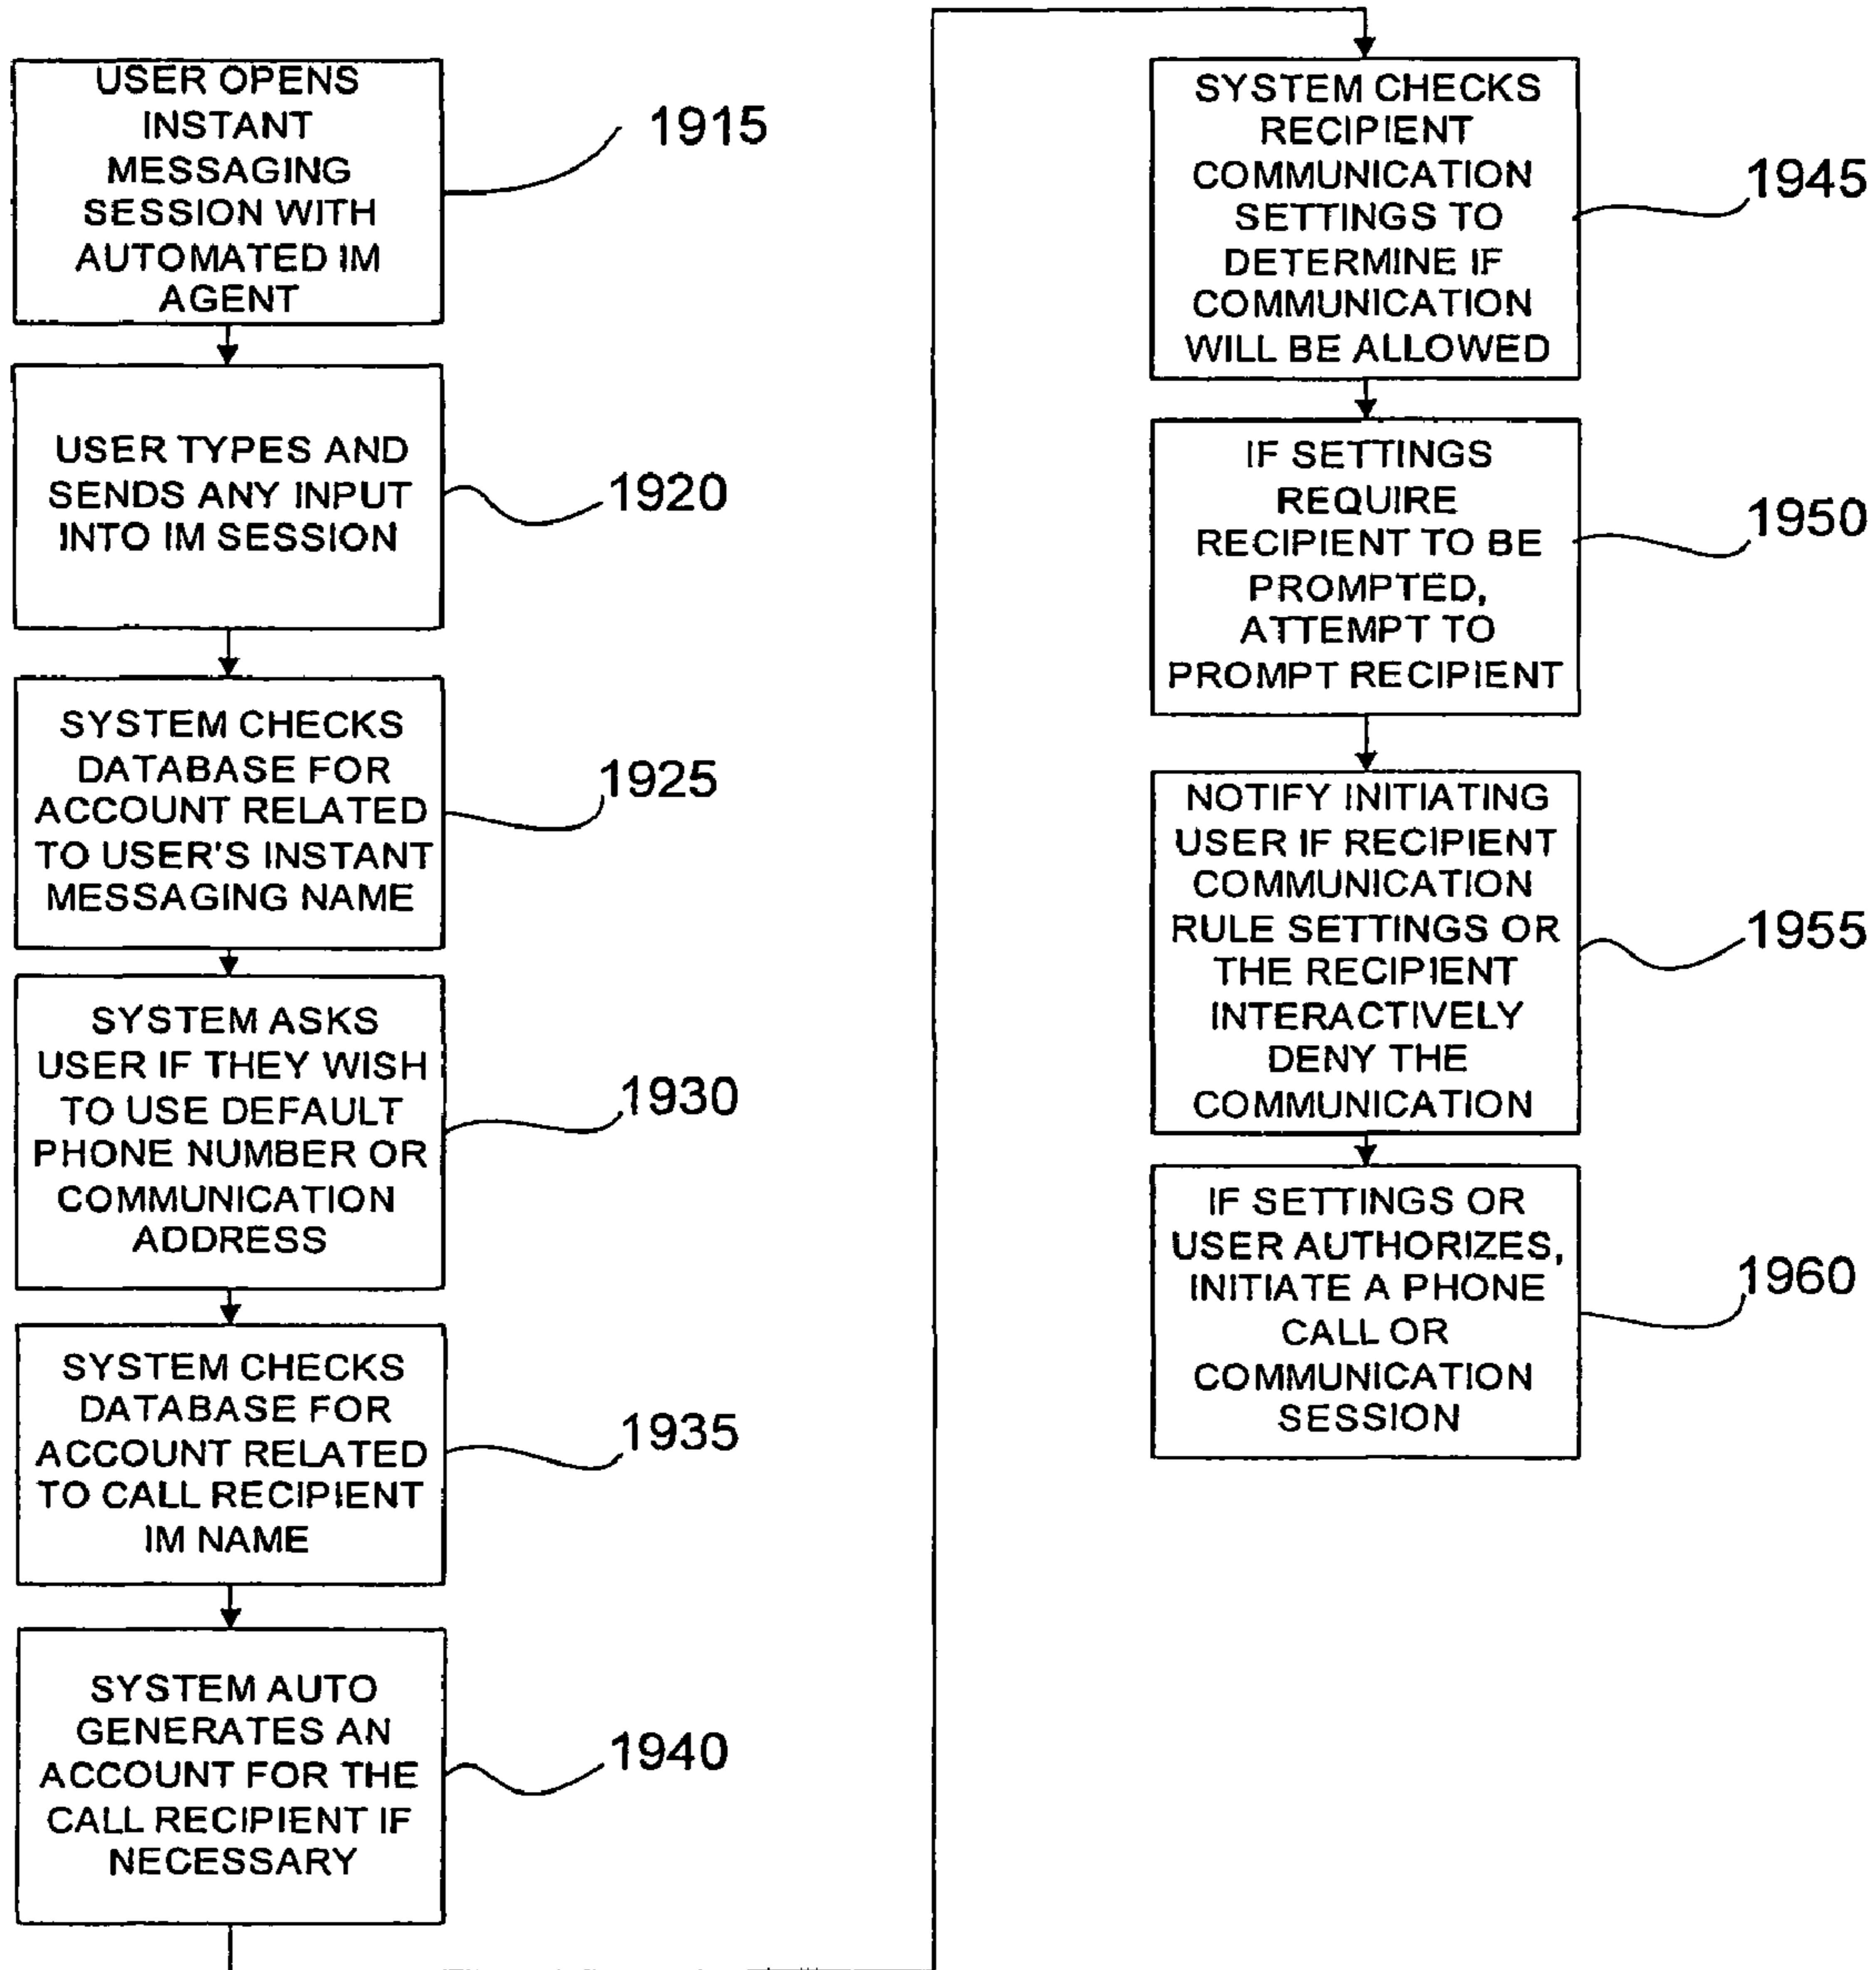 USER OPENS
INSTANT
MESSAGING
SESSION WITH
AUTOMATED IM
AGENT
1915
USER TYPES AND
SENDS ANY INPUT
INTO IM SESSION
1920
SYSTEM CHECKS
DATABASE FOR
ACCOUNT RELATED
TO USER'S INSTANT
MESSAGING NAME
1925
SYSTEM ASKS
USER IF THEY WISH
TO USE DEFAULT
PHONE NUMBER OR
COMMUNICATION
ADDRESS
1930
SYSTEM CHECKS
DATABASE FOR
ACCOUNT RELATED
TO CALL RECIPIENT
IM NAME
1935
SYSTEM AUTO
GENERATES AN
ACCOUNT FOR THE
CALL RECIPIENT IF
NECESSARY
1940
SYSTEM CHECKS
RECIPIENT
COMMUNICATION
SETTINGS TO
DETERMINE IF
COMMUNICATION
WILL BE ALLOWED
1945
IF SETTINGS
REQUIRE
RECIPIENT TO BE
PROMPTED,
ATTEMPT TO
PROMPT RECIPIENT
1950
NOTIFY INITIATING
USER IF RECIPIENT
COMMUNICATION
RULE SETTINGS OR
THE RECIPIENT
INTERACTIVELY
DENY THE
COMMUNICATION
1955
IF SETTINGS OR
USER AUTHORIZES,
INITIATE A PHONE
CALL OR
COMMUNICATION
SESSION
1960